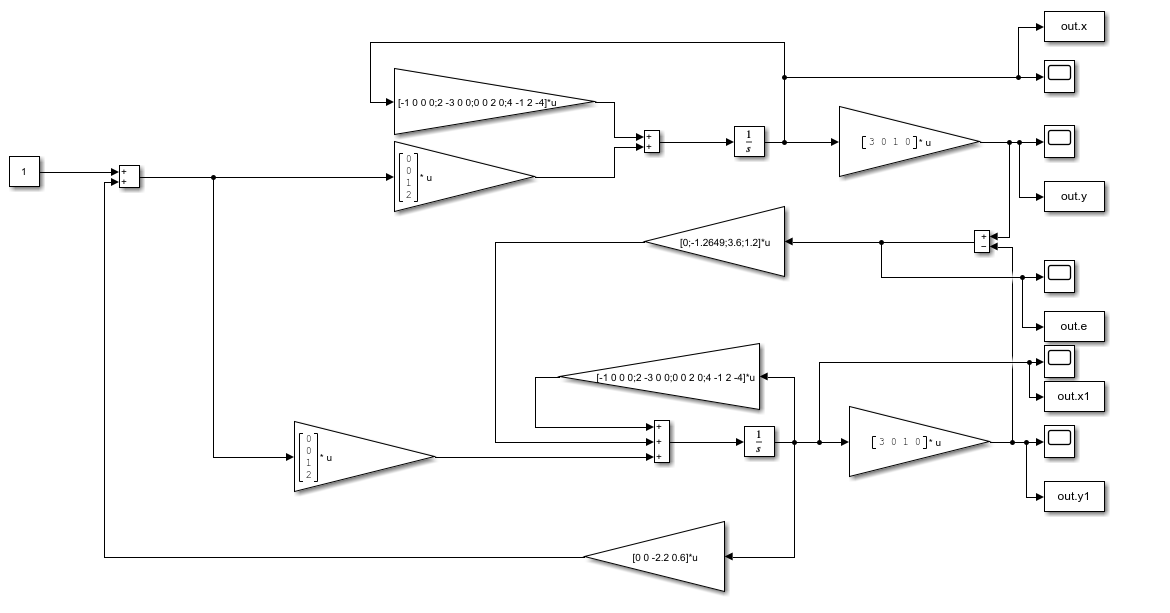 out.x
[-1 0 0 0;2 -3 0 0;0 0 2 0;4 -1 2 -4]*u
+
+
1
s
[ 3 0 1 0 ]* u
1
+
+
0
0
1
2
* u
out.y
[0;-1.2649;3.6;1.2]*u
+
−
out.e
[-1 0 0 0;2 -3 0 0;0 0 2 0;4 -1 2 -4]*u
out.x1
+
+
+
1
s
[ 3 0 1 0 ]* u
0
0
1
2
* u
out.y1
[0 0 -2.2 0.6]*u